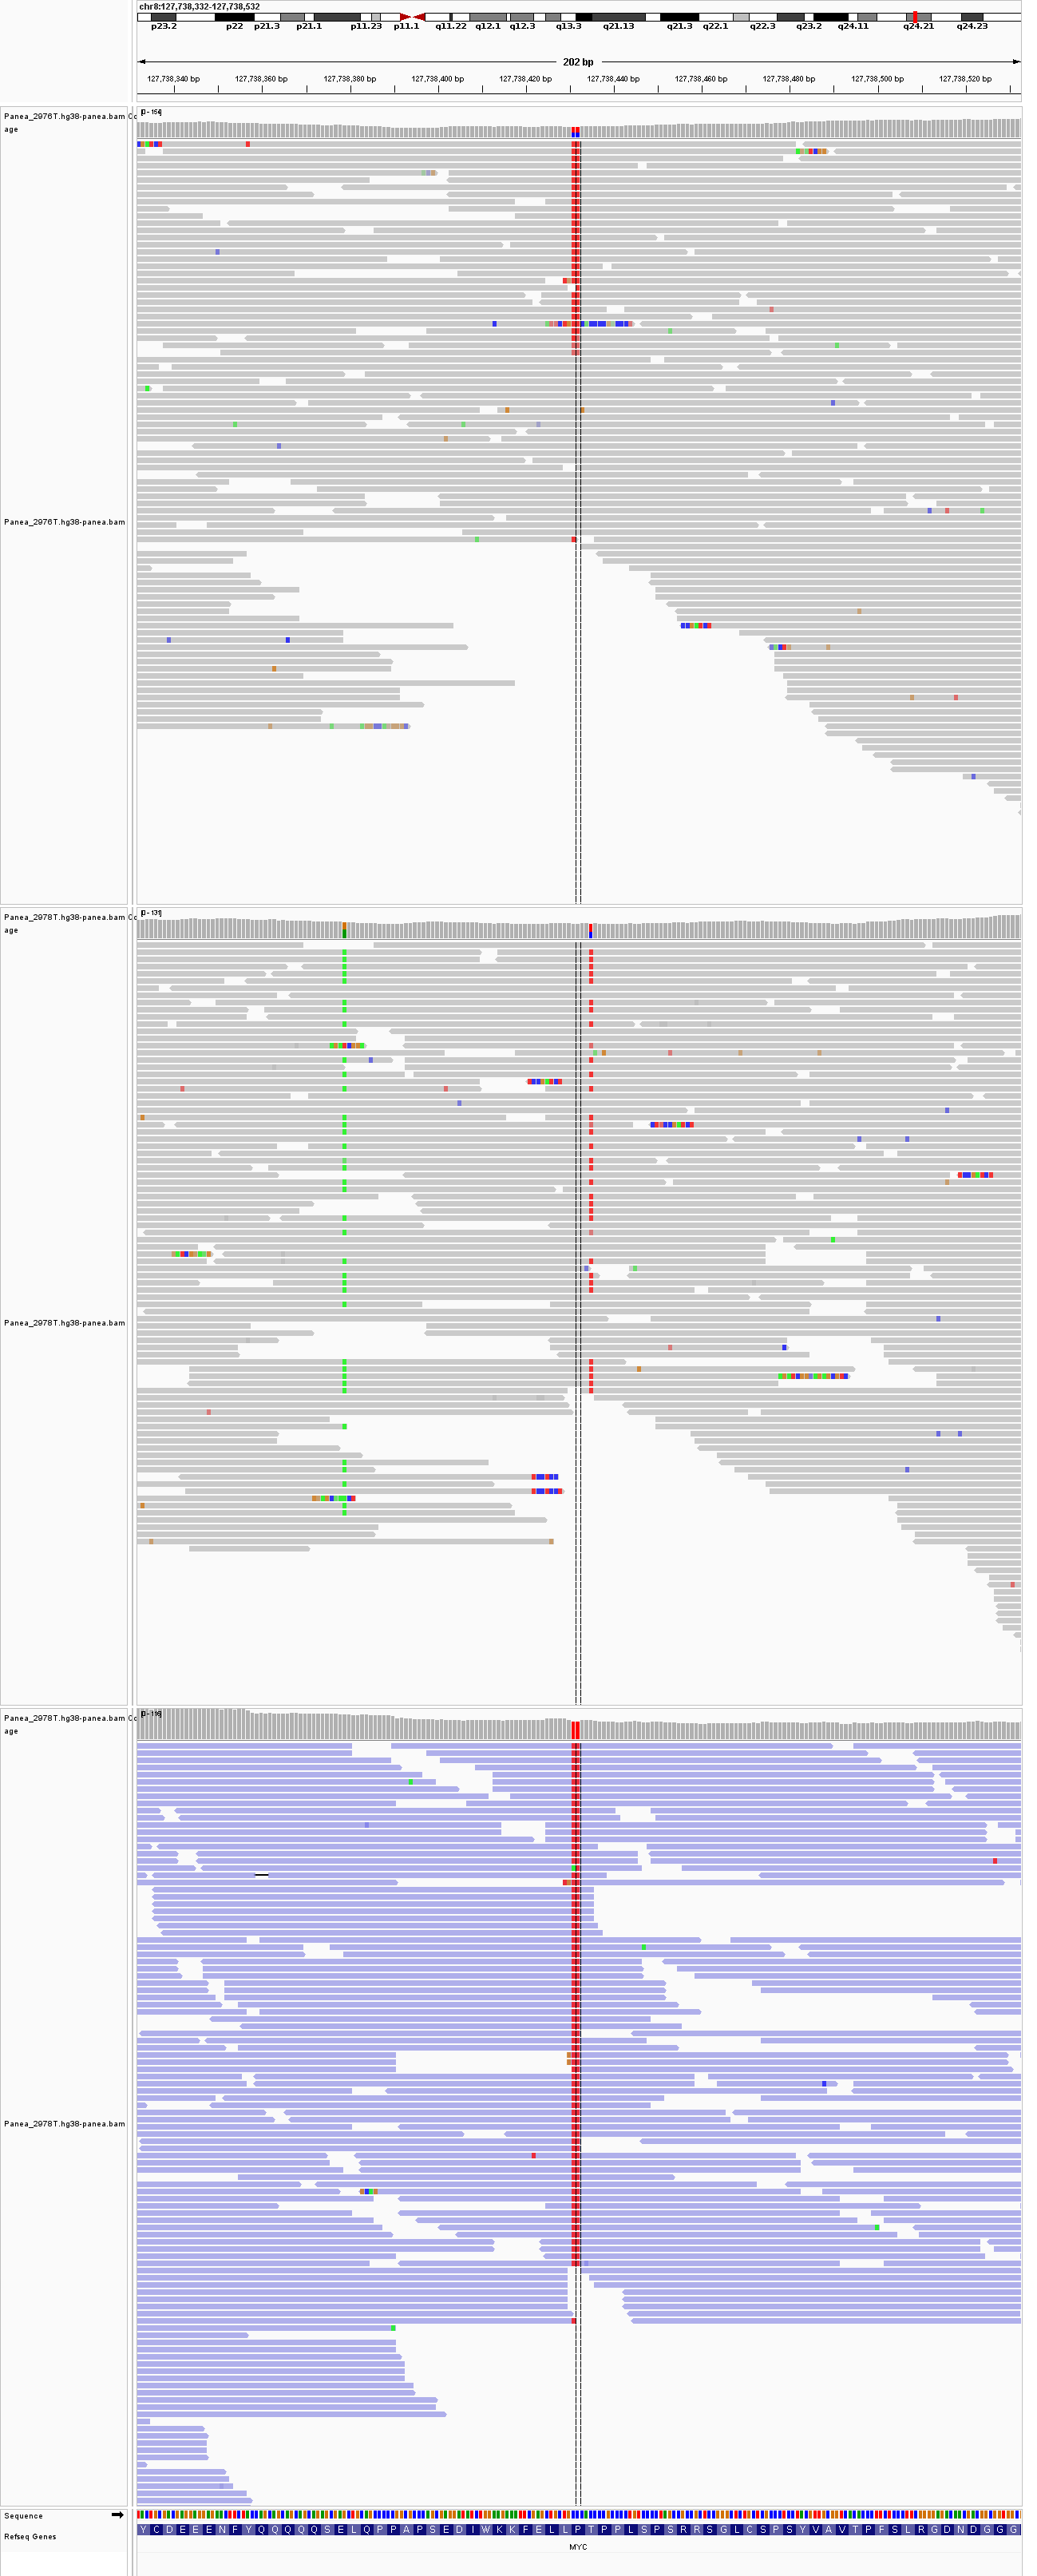 chr8:127,738,332-127,738,532
p23.2 p22 p21.3 p21.1 p11.23 p11.1 q11.22 q12.1 q12.3 q13.3 q21.13 q21.3 q22.1 q22.3 q23.2 q24.11 q24.21 q24.23
202 bp
127,738,340 bp 127,738,360 bp 127,738,380 bp 127,738,400 bp 127,738,420 bp 127,738,440 bp 127,738,460 bp 127,738,480 bp 127,738,500 bp 127,738,520 bp
[0 - 154]
Panea_2976T.hg38-panea.bam Co
age
Panea_2976T.hg38-panea.bam
[0 - 131]
Panea_2978T.hg38-panea.bam Co
age
Panea_2978T.hg38-panea.bam
[0 - 116]
Panea_2978T.hg38-panea.bam Co
age
Panea_2978T.hg38-panea.bam
Sequence
Refseq Genes
Y C D E E E N F Y Q Q Q Q Q S E L Q P P A P S E D I W K K F E L L P T P P L S P S R R S G L C S P S Y V A V T P F S L R G D N D G G G
MYC